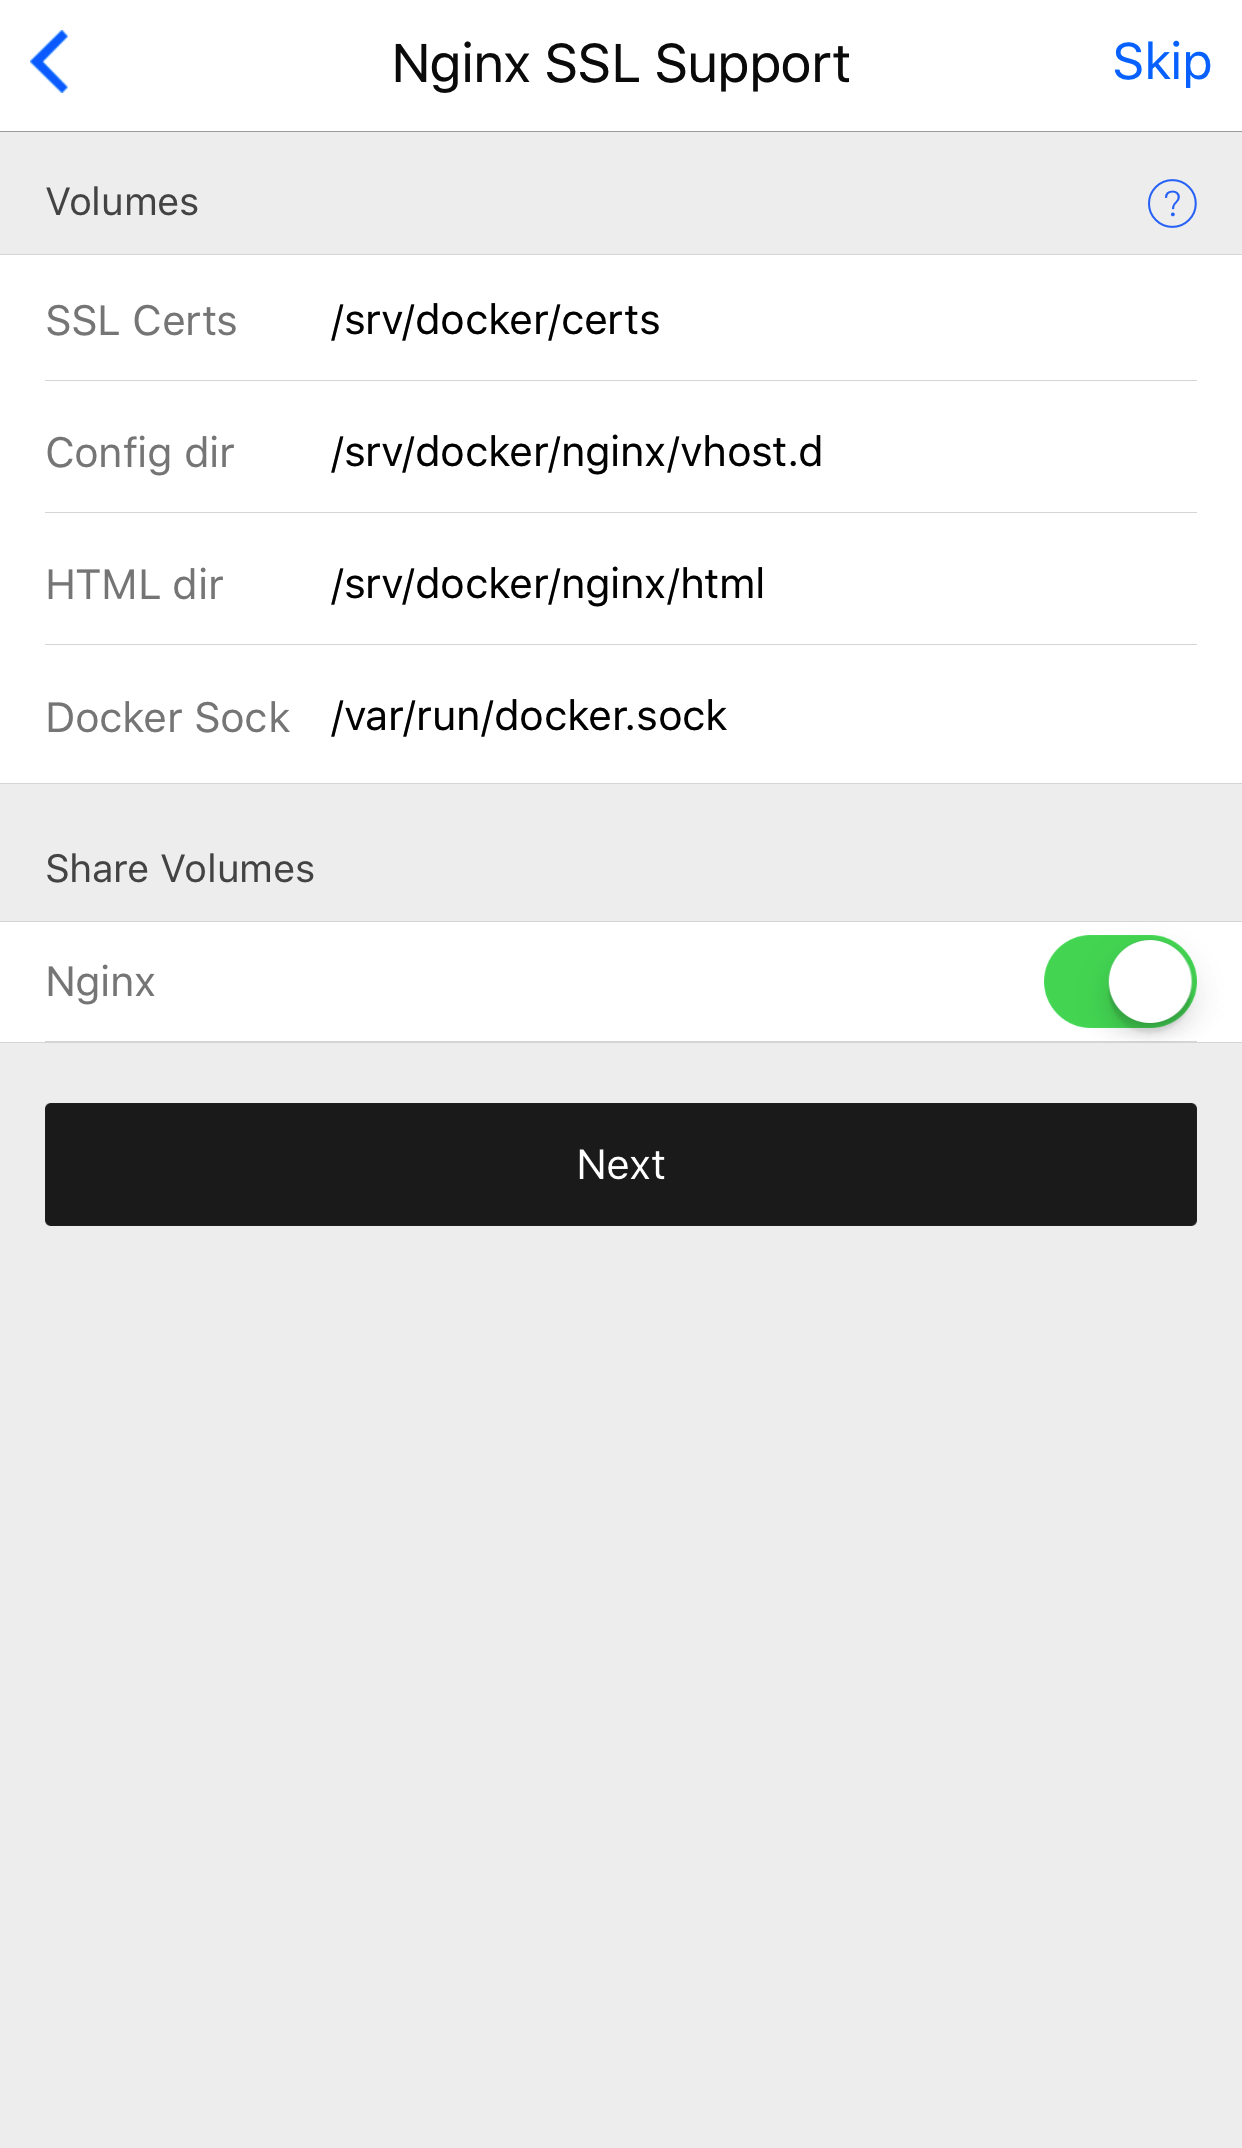 Nginx SSL Support
Skip
Volumes
?
SSL Certs /srv/docker/certs
Config dir /srv/docker/nginx/vhost.d
HTML dir /srv/docker/nginx/html
Docker Sock /var/run/docker.sock
Share Volumes
Nginx
Next